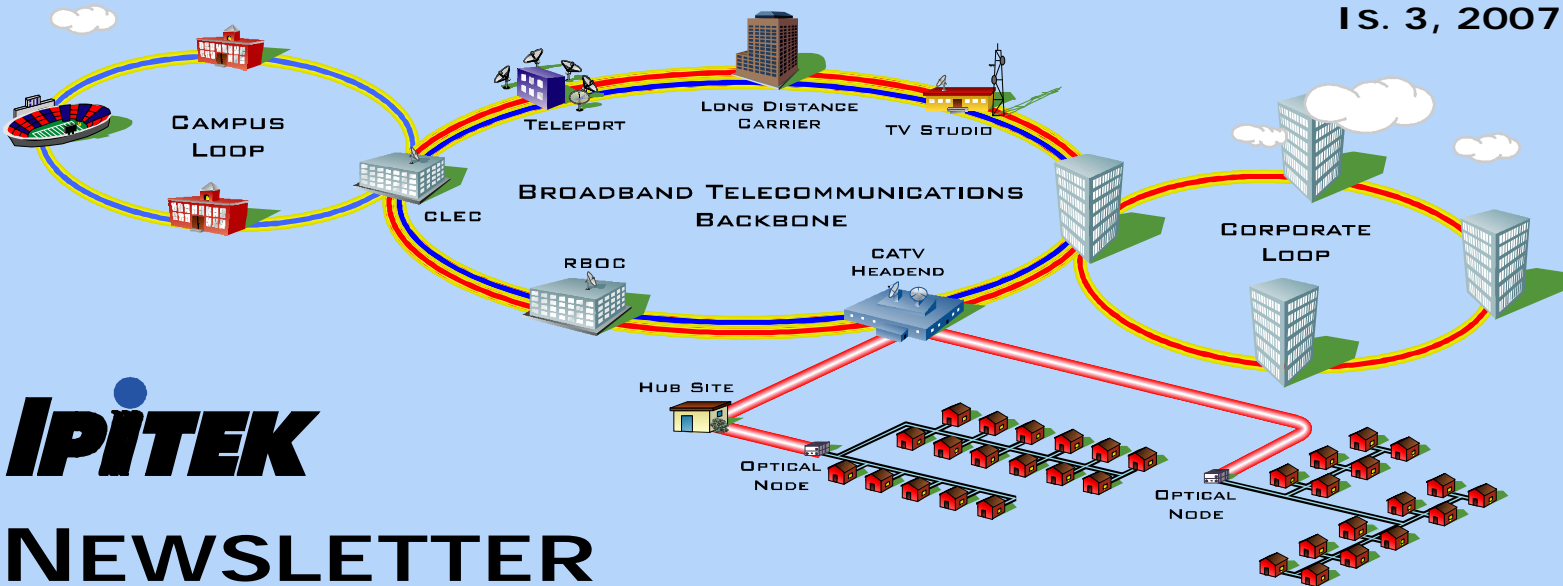 Is. 3, 2007
Long Distance
Carrier
Teleport
TV Studio
Campus
Loop
Broadband Telecommunications
Backbone
CLEC
Corporate
Loop
RBOC
CATV
Headend
Hub Site
Optical
Node
Optical
Node
IPITEK
Newsletter